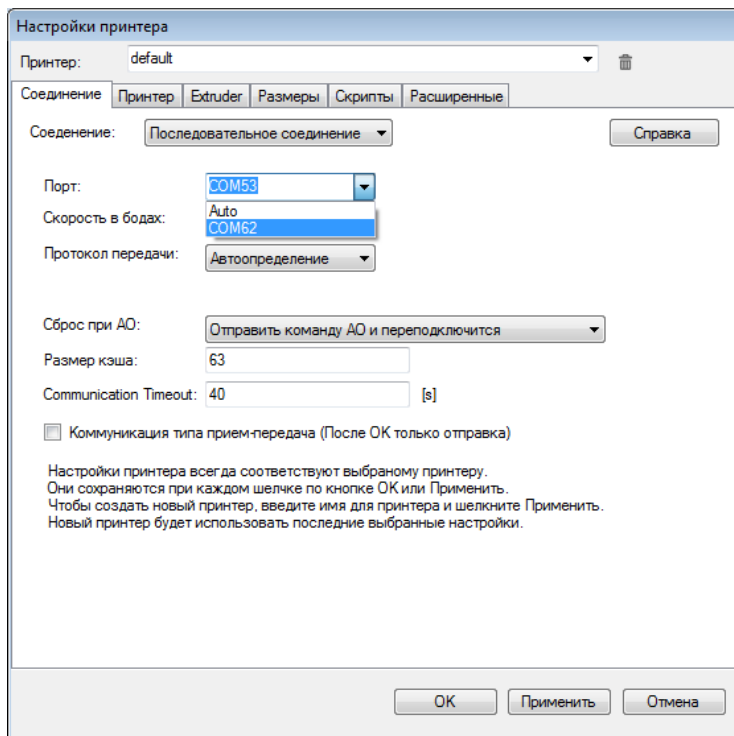 Настройки принтера
Принтер: default
Соединение Принтер Extruder Размеры Скрипты Расширенные
Соеденение: Последовательное соединение Справка
Порт: COM53
Auto
Скорость в бодах: COM62
Протокол передачи: Автоопределение
Сброс при АО: Отправить команду АО и переподключится
Размер кэша: 63
Communication Timeout: 40 [s]
Коммуникация типа прием-передача (После ОК только отправка)
Настройки принтера всегда соответствуют выбраному принтеру.
Они сохраняются при каждом шелчке по кнопке ОК или Применить.
Чтобы создать новый принтер, введите имя для принтера и шелкните Применить.
Новый принтер будет использовать последние выбранные настройки.
ОК Применить Отмена